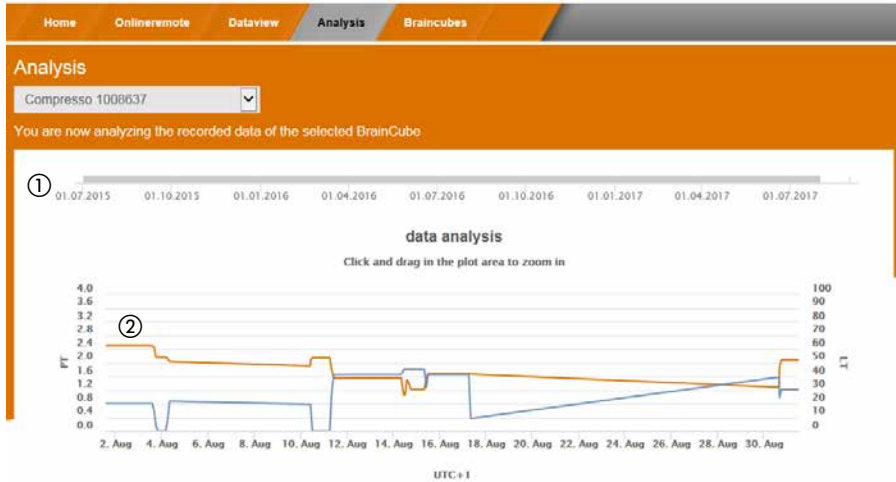 Home Onlineremote Dataview Analysis Braincubes
Analysis
Compresso 1008637
You are now analyzing the recorded data of the selected BrainCube
①
01.07.2015 01.10.2015 01.01.2016 01.04.2016 01.07.2016 01.10.2016 01.01.2017 01.04.2017 01.07.2017
data analysis
Click and drag in the plot area to zoom in
4.0 100
3.6 90
3.2 80
② 2.8 70
2.4 60
2.0 50
PT LT
1.6 40
1.2 30
0.8 20
0.4 10
0.0 0
2. Aug 4. Aug 6. Aug 8. Aug 10. Aug 12. Aug 14. Aug 16. Aug 18. Aug 20. Aug 22. Aug 24. Aug 26. Aug 28. Aug 30. Aug
UTC+1